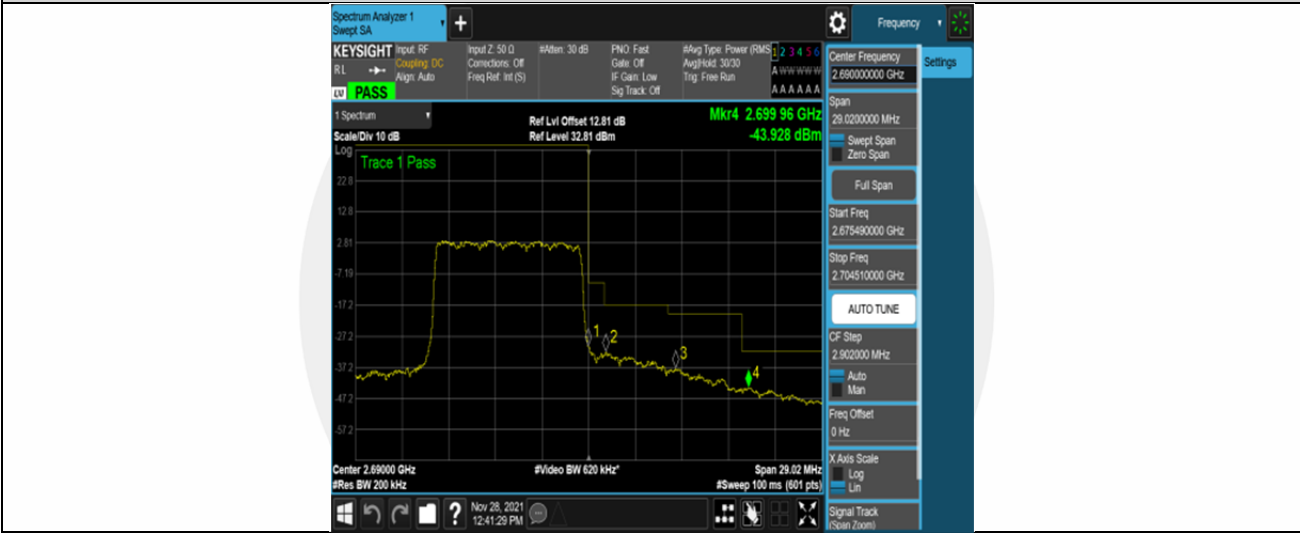 Spectrum Analyzer 1
Swept SA
+
Frequency
KEYSIGHT
RL
LXI PASS
Input: RF
Coupling: DC
Align: Auto
Input Z: 50 Ω
Corrections: Off
Freq Ref: Int (S)
#Atten: 30 dB
PNO: Fast
Gate: Off
IF Gain: Low
Sig Track: Off
#Avg Type: Power (RMS
Avg|Hold: 30/30
Trig: Free Run
1 2 3 4 5 6
A W W W W W
A A A A A A
1 Spectrum
Scale/Div 10 dB
Log
Ref Lvl Offset 12.81 dB
Ref Level 32.81 dBm
Mkr4 2.699 96 GHz
-43.928 dBm
Trace 1 Pass
22.8
12.8
2.81
-7.19
-17.2
-27.2
-37.2
-47.2
-57.2
1
2
3
4
Center 2.69000 GHz
#Res BW 200 kHz
#Video BW 620 kHz*
Span 29.02 MHz
#Sweep 100 ms (601 pts)
Center Frequency
2.690000000 GHz
Settings
Span
29.0200000 MHz
Swept Span
Zero Span
Full Span
Start Freq
2.675490000 GHz
Stop Freq
2.704510000 GHz
AUTO TUNE
CF Step
2.902000 MHz
Auto
Man
Freq Offset
0 Hz
X Axis Scale
Log
Lin
Signal Track
(Span Zoom)
?
Nov 28, 2021
12:41:29 PM